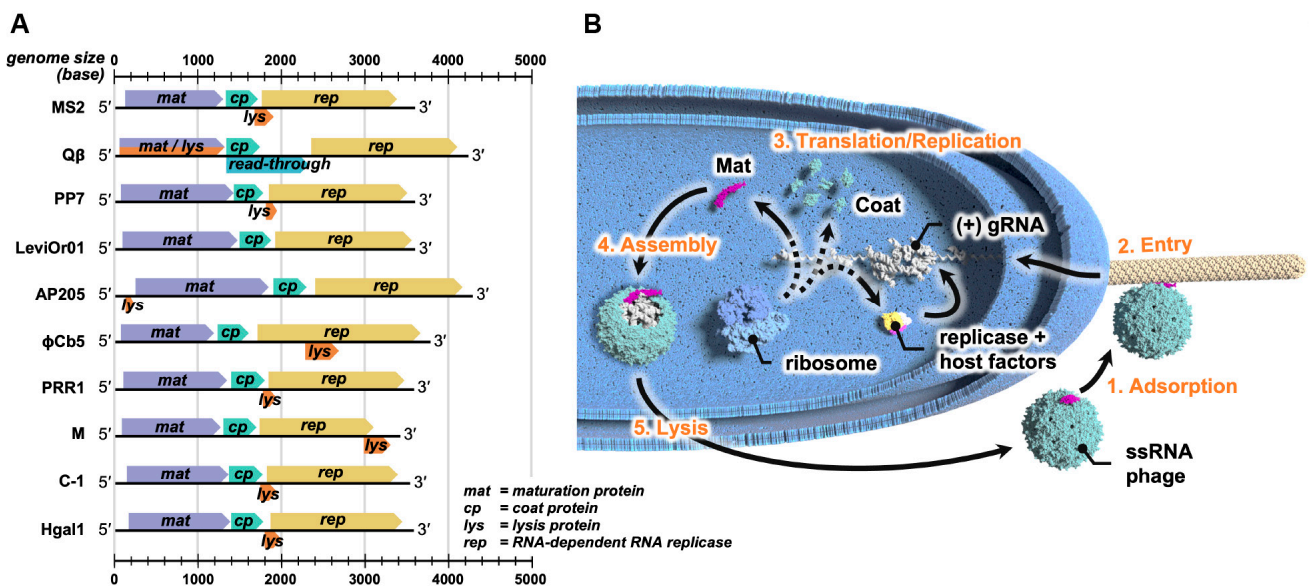 A
genome size
(base)
0 1000 2000 3000 4000 5000
MS2 5′ mat cp rep 3′
lys
Qβ 5′ mat / lys cp rep 3′
read-through
PP7 5′ mat cp rep 3′
lys
LeviOr01 5′ mat cp rep 3′
AP205 5′ mat cp rep 3′
lys
ϕCb5 5′ mat cp rep 3′
lys
PRR1 5′ mat cp rep 3′
lys
M 5′ mat cp rep 3′
lys
C-1 5′ mat cp rep 3′
lys
Hgal1 5′ mat cp rep 3′
lys
0 1000 2000 3000 4000 5000
mat = maturation protein
cp = coat protein
lys = lysis protein
rep = RNA-dependent RNA replicase
B
3. Translation/Replication
Mat
Coat
(+) gRNA
2. Entry
4. Assembly
ribosome
replicase +
host factors
1. Adsorption
5. Lysis
ssRNA
phage